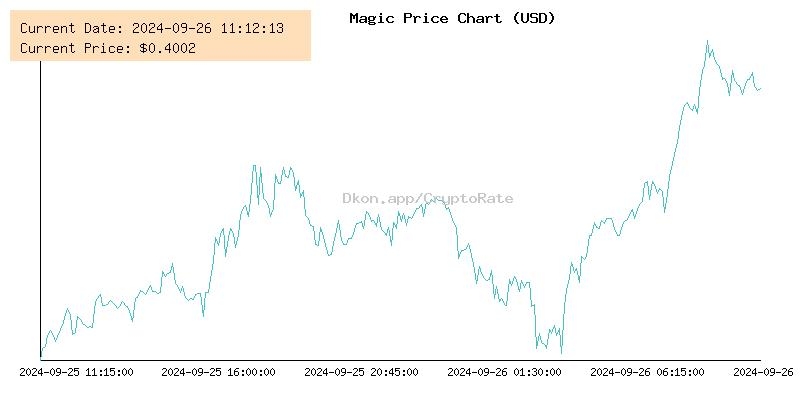 Magic Price Chart (USD)
Current Date: 2024-09-26 11:12:13
Current Price: $0.4002
Dkon.app/CryptoRate
2024-09-25 11:15:00
2024-09-25 16:00:00
2024-09-25 20:45:00
2024-09-26 01:30:00
2024-09-26 06:15:00
2024-09-26